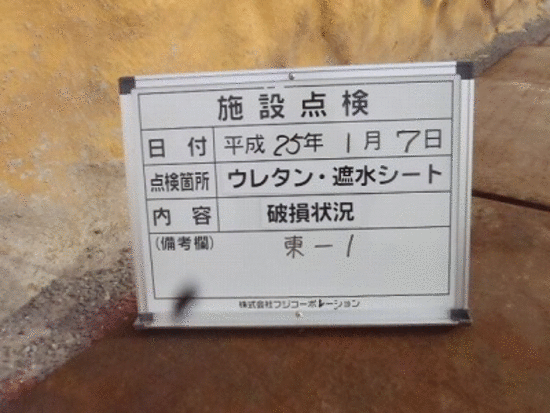 施設点検
日付 平成 25年 1月 7日
点検箇所 ウレタン・遮水シート
内容 破損状況
(備考欄) 東-1
株式会社フジコーポレーション